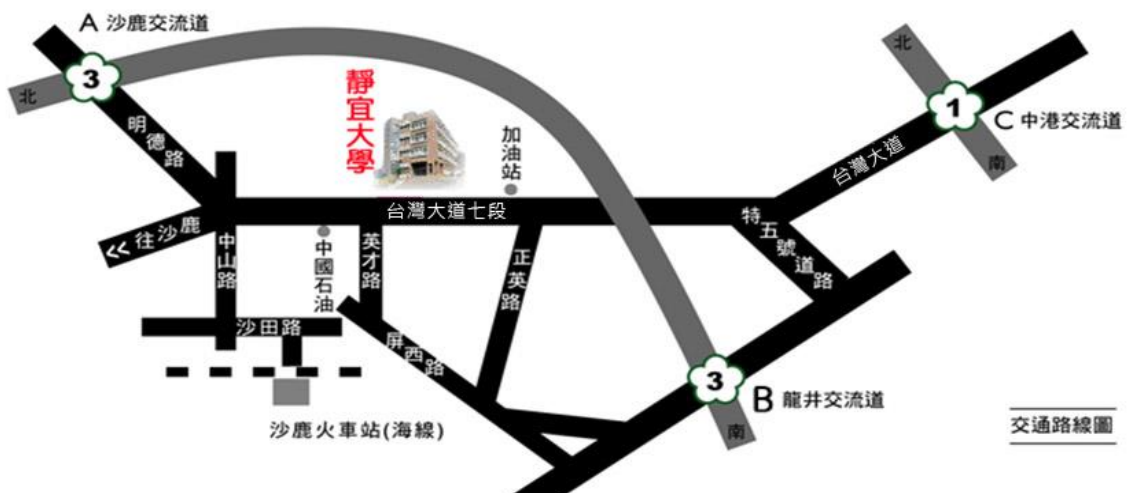 A 沙鹿交流道
3
北
明德路
靜宜大學
加油站
北
1
C 中港交流道
南
台灣大道
台灣大道七段
<< 往沙鹿
中山路
中國石油
英才路
正英路
特五號道路
沙田路
屏西路
沙鹿火車站(海線)
3
B 龍井交流道
南
交通路線圖